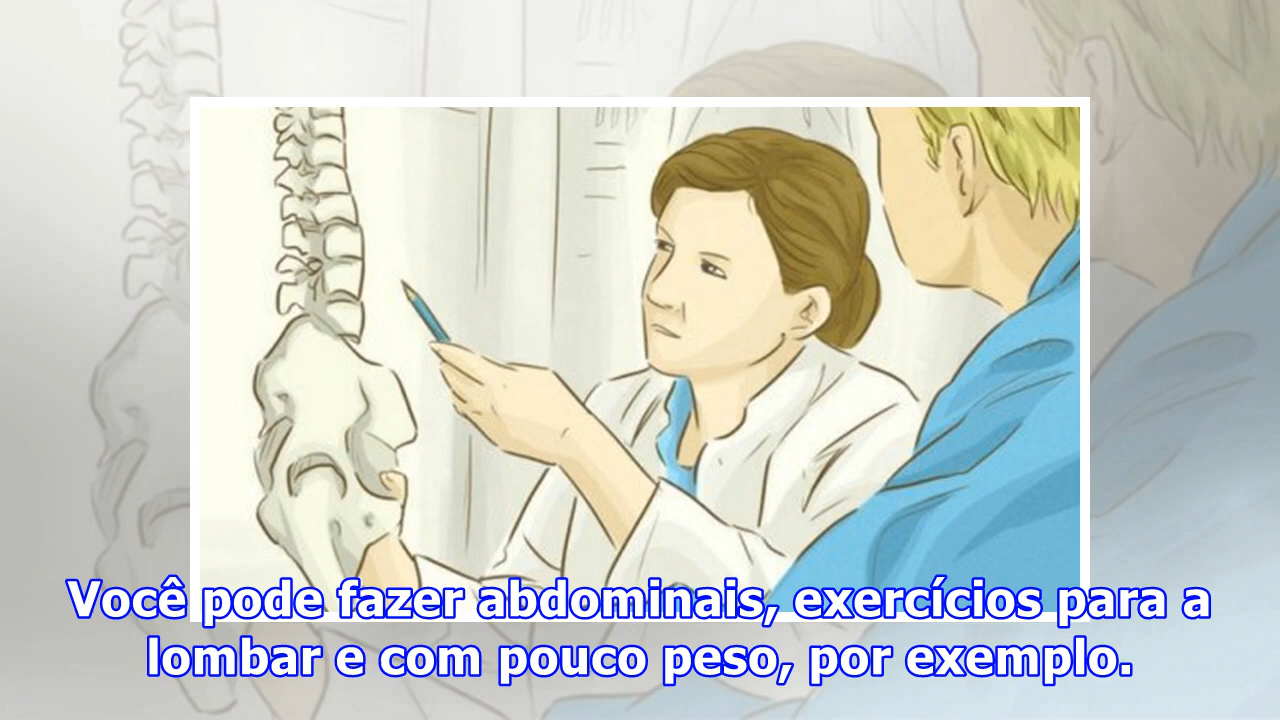 Você pode fazer abdominais, exercícios para a
lombar e com pouco peso, por exemplo.